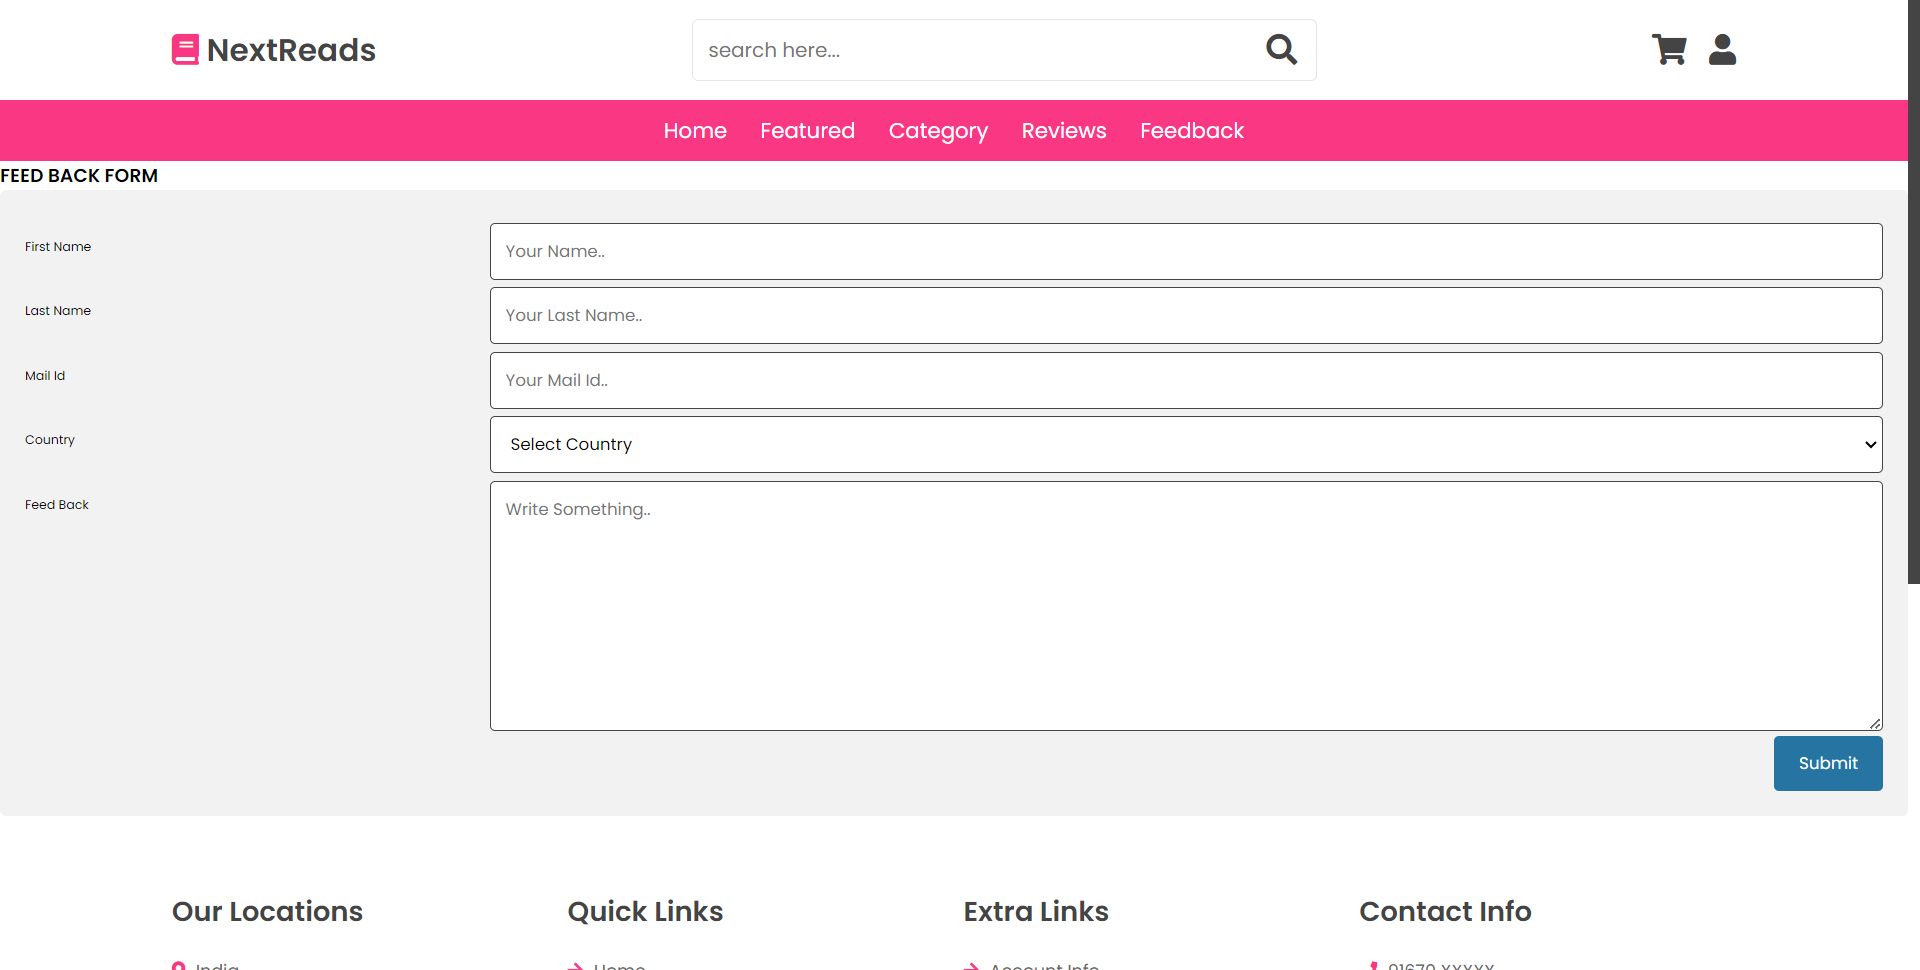 NextReads
search here...
Home Featured Category Reviews Feedback
FEED BACK FORM
First Name
Your Name..
Last Name
Your Last Name..
Mail Id
Your Mail Id..
Country
Select Country
Feed Back
Write Something..
Submit
Our Locations Quick Links Extra Links Contact Info
India Home Account Info 91670 XXXXX